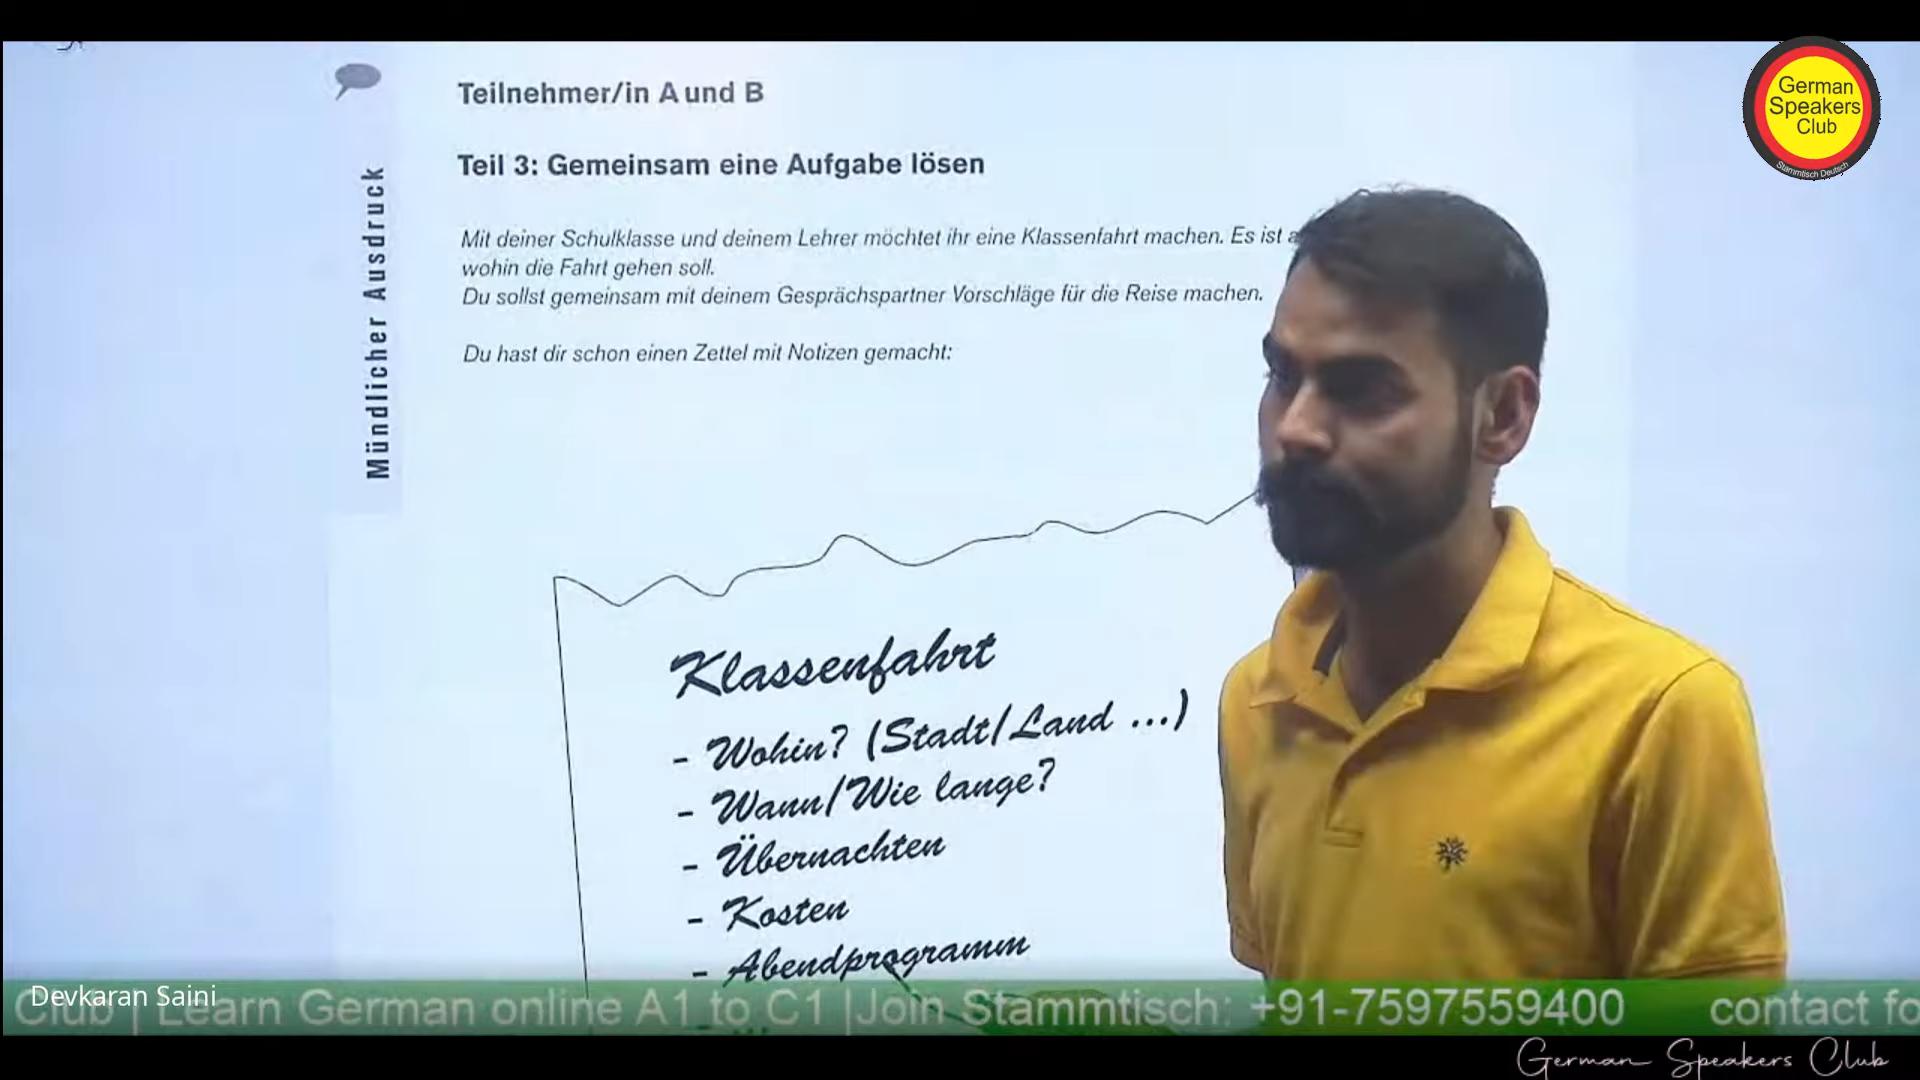 German
Speakers
Club
Stammtisch Deutsch
Teilnehmer/in A und B
Teil 3: Gemeinsam eine Aufgabe lösen
Mündlicher Ausdruck
Mit deiner Schulklasse und deinem Lehrer möchtet ihr eine Klassenfahrt machen. Es ist
wohin die Fahrt gehen soll.
Du sollst gemeinsam mit deinem Gesprächspartner Vorschläge für die Reise machen.
Du hast dir schon einen Zettel mit Notizen gemacht:
Klassenfahrt
- Wohin? (Stadt/Land ...)
- Wann/Wie lange?
- Übernachten
- Kosten
- Abendprogramm
Devkaran Saini
Club | Learn German online A1 to C1 |Join Stammtisch: +91-7597559400 contact fo
German Speakers Club